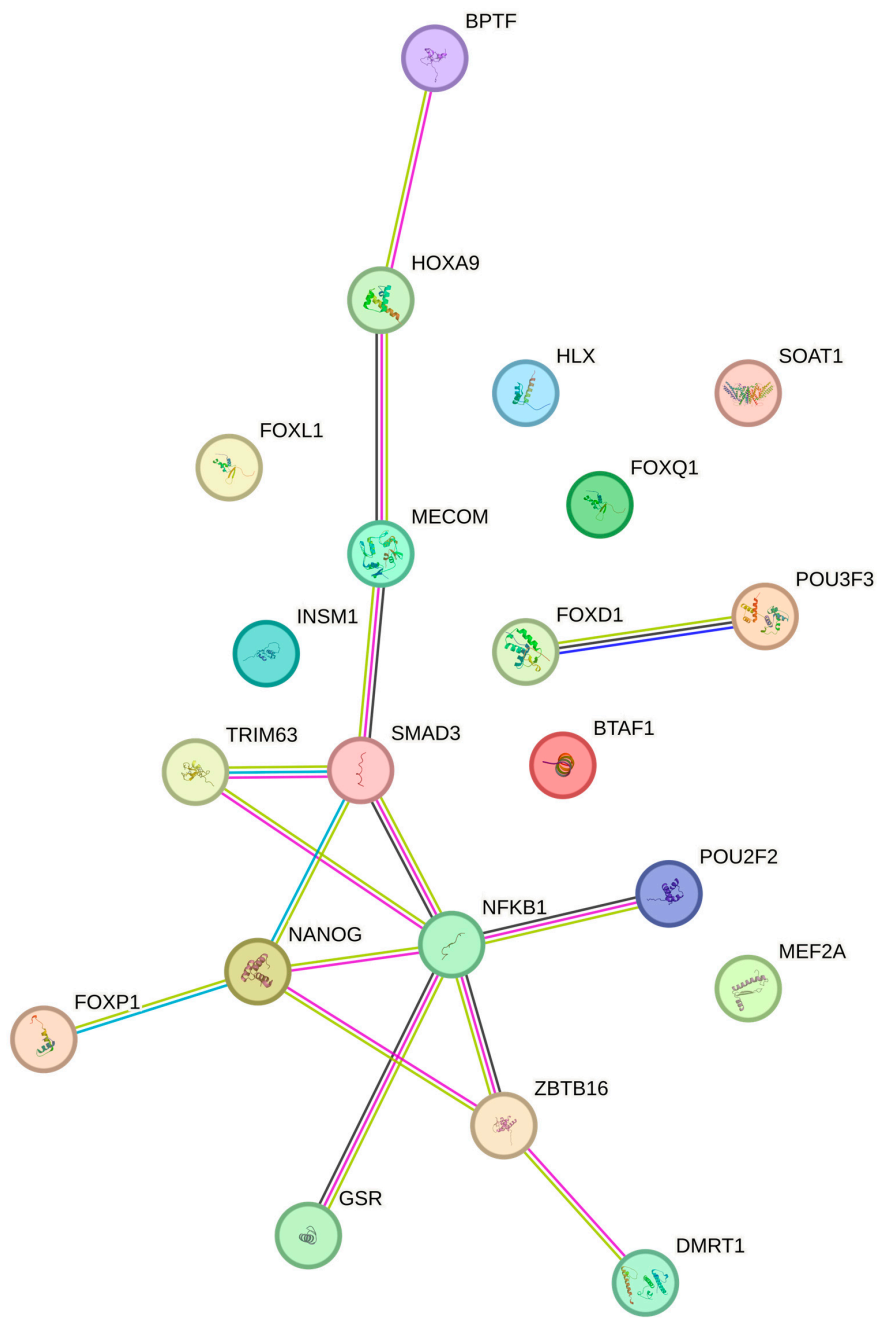 BPTF
HOXA9
HLX
SOAT1
FOXL1
FOXQ1
MECOM
POU3F3
INSM1
FOXD1
TRIM63
SMAD3
BTAF1
POU2F2
NFKB1
NANOG
MEF2A
FOXP1
ZBTB16
GSR
DMRT1